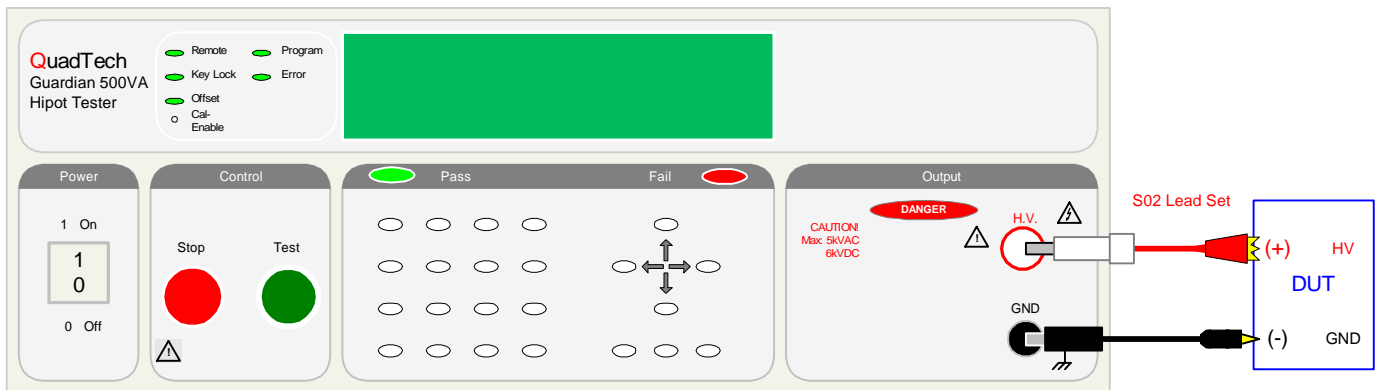 QuadTech
Guardian 500VA
Hipot Tester
Remote
Program
Key Lock
Error
Offset
Cal-
Enable
Power
Control
Pass
Fail
Output
1 On
1
0
0 Off
Stop
Test
DANGER
CAUTION!
Max: 5kVAC
6kVDC
H.V.
GND
S02 Lead Set
(+)
HV
DUT
(-)
GND